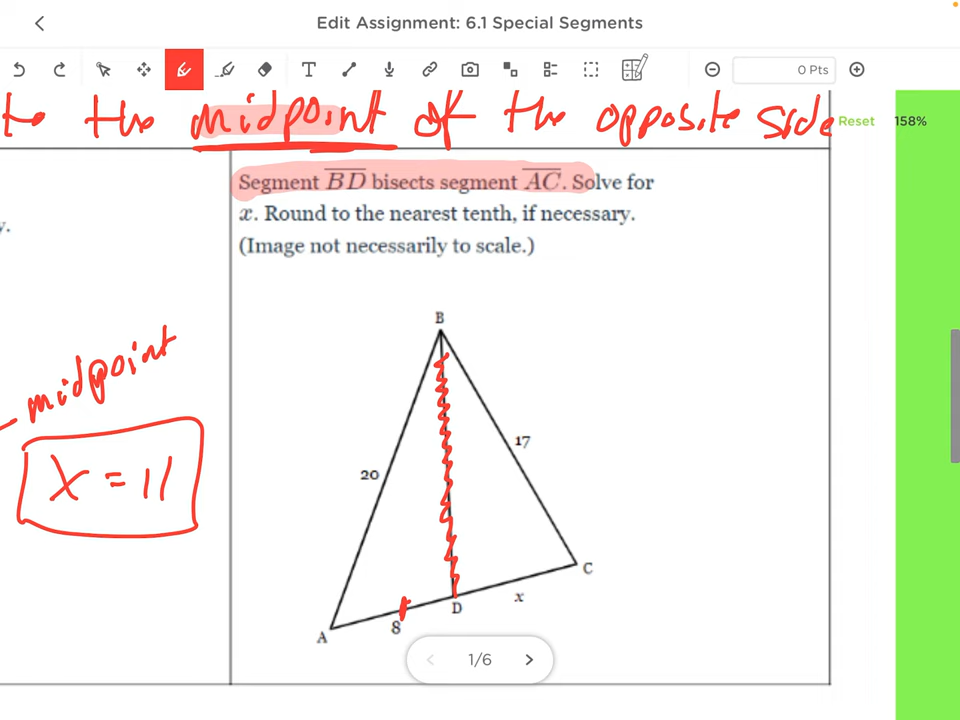 Edit Assignment: 6.1 Special Segments
T
0 Pts
to the midpoint of the opposite side
Reset
158%
Segment BD bisects segment AC. Solve for
x. Round to the nearest tenth, if necessary.
y.
(Image not necessarily to scale.)
B
midpoint
17
x = 11
20
C
x
D
8
A
1/6